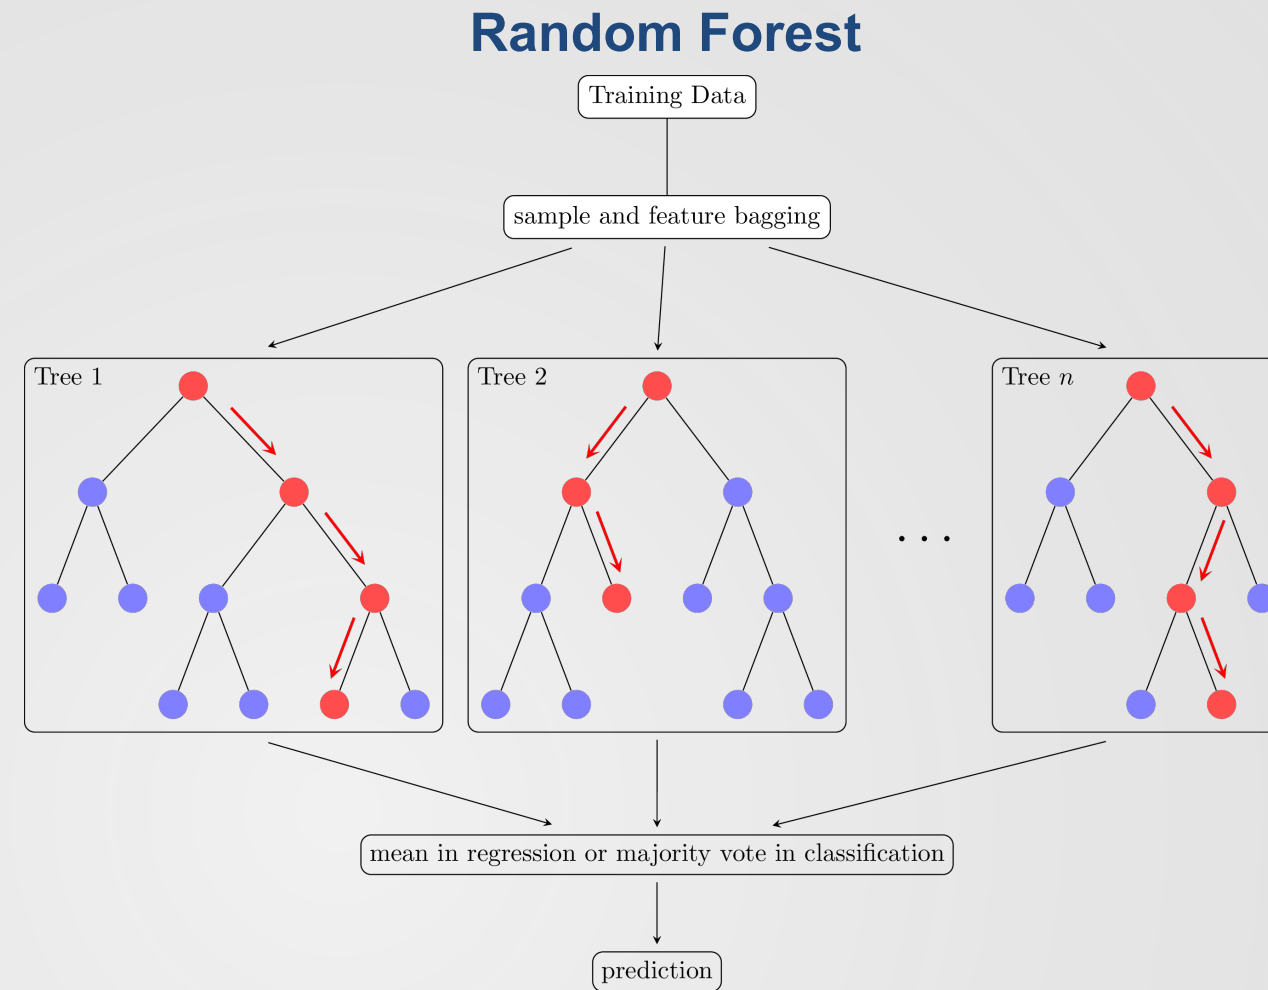 Random Forest
Training Data
sample and feature bagging
Tree 1
Tree 2
. . .
Tree n
mean in regression or majority vote in classification
prediction